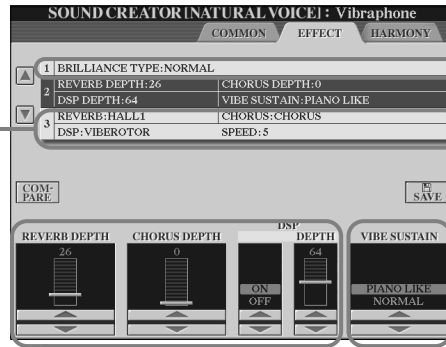 SOUND CREATOR [NATURAL VOICE] : Vibraphone
COMMON EFFECT HARMONY
1 BRILLIANCE TYPE:NORMAL
2 REVERB DEPTH:26 CHORUS DEPTH:0
DSP DEPTH:64 VIBE SUSTAIN:PIANO LIKE
3 REVERB:HALL1 CHORUS:CHORUS
DSP:VIBEROTOR SPEED:5
COM-
PARE
SAVE
DSP
REVERB DEPTH CHORUS DEPTH DEPTH VIBE SUSTAIN
26 0 64
ON PIANO LIKE
OFF NORMAL